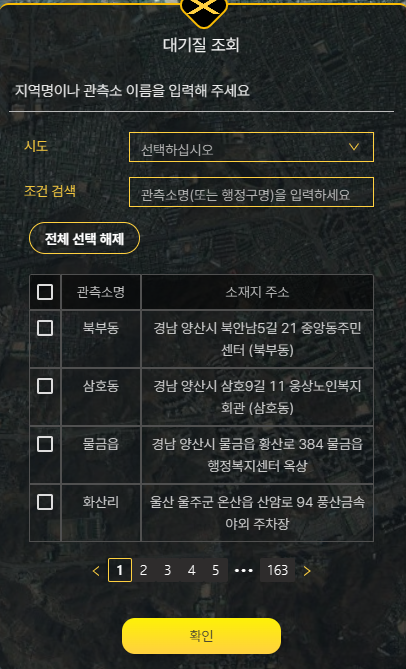 대기질 조회
지역명이나 관측소 이름을 입력해 주세요
시도
선택하십시오
조건 검색
관측소명(또는 행정구명)을 입력하세요
전체 선택 해제
관측소명 소재지 주소
북부동 경남 양산시 북안남5길 21 중앙동주민
센터 (북부동)
삼호동 경남 양산시 삼호9길 11 웅상노인복지
회관 (삼호동)
물금읍 경남 양산시 물금읍 황산로 384 물금읍
행정복지센터 옥상
화산리 울산 울주군 온산읍 산암로 94 풍산금속
야외 주차장
< 1 2 3 4 5 ••• 163 >
확인